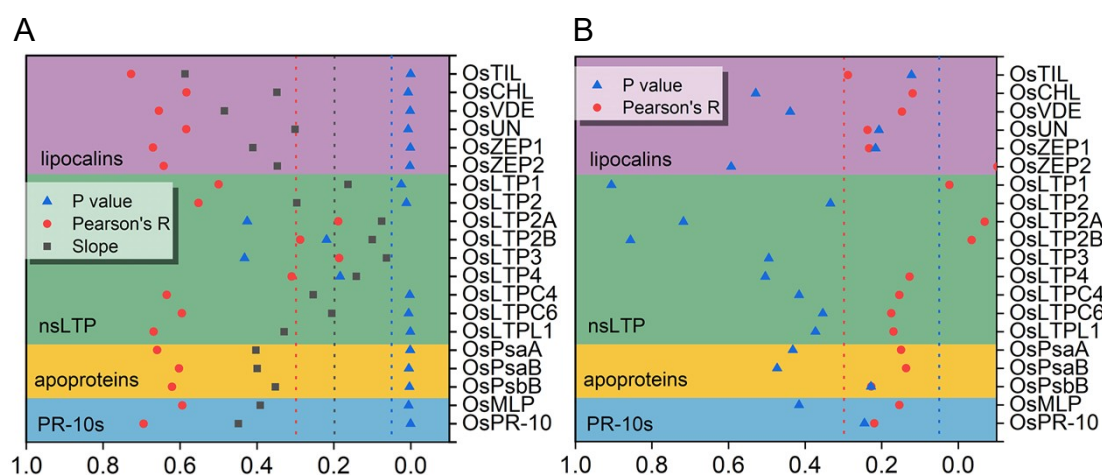 A
OsTIL
OsCHL
OsVDE
OsUN
OsZEP1
OsZEP2
OsLTP1
OsLTP2
OsLTP2A
OsLTP2B
OsLTP3
OsLTP4
OsLTPC4
OsLTPC6
OsLTPL1
OsPsaA
OsPsaB
OsPsbB
OsMLP
OsPR-10
lipocalins
P value
Pearson's R
Slope
nsLTP
apoproteins
PR-10s
1.0 0.8 0.6 0.4 0.2 0.0
B
P value
Pearson's R
lipocalins
nsLTP
apoproteins
PR-10s
OsTIL
OsCHL
OsVDE
OsUN
OsZEP1
OsZEP2
OsLTP1
OsLTP2
OsLTP2A
OsLTP2B
OsLTP3
OsLTP4
OsLTPC4
OsLTPC6
OsLTPL1
OsPsaA
OsPsaB
OsPsbB
OsMLP
OsPR-10
1.0 0.8 0.6 0.4 0.2 0.0